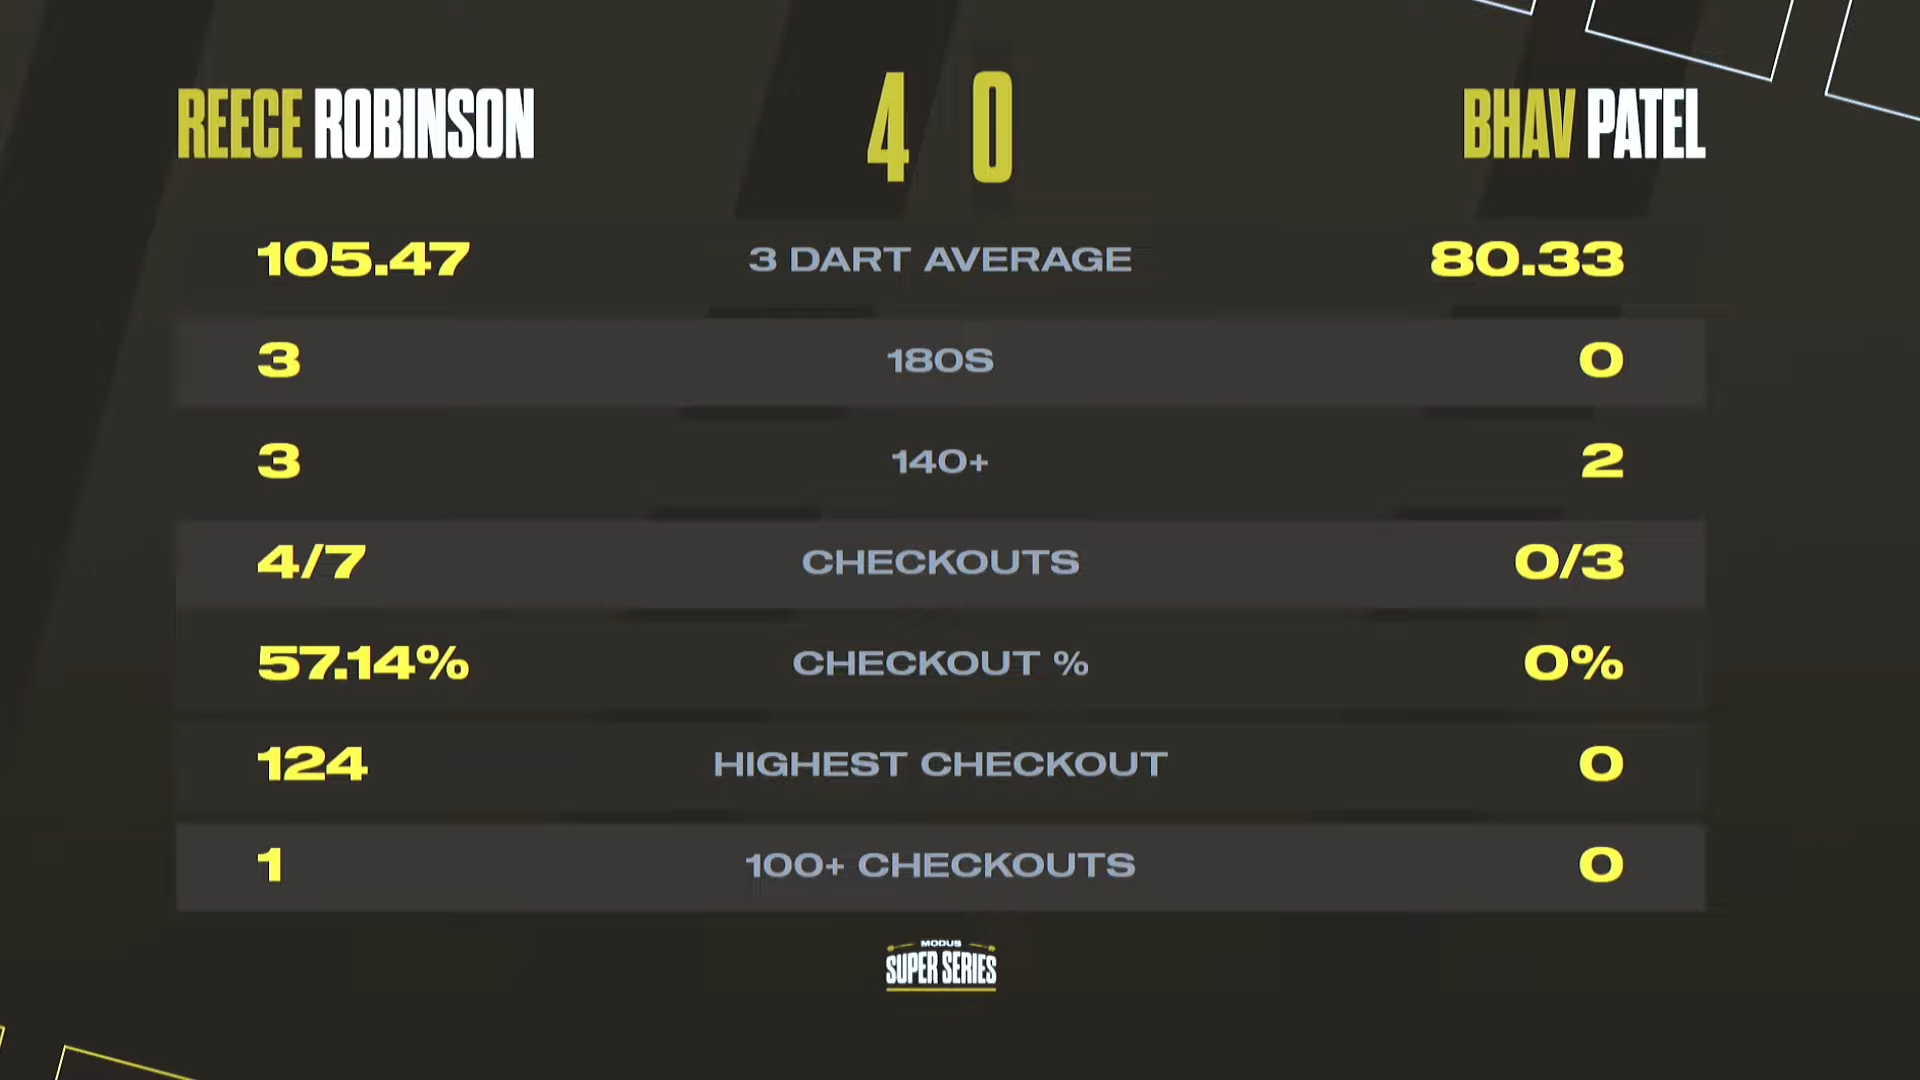 REECE ROBINSON 4 0 BHAV PATEL
105.47 3 DART AVERAGE 80.33
3 180S 0
3 140+ 2
4/7 CHECKOUTS 0/3
57.14% CHECKOUT % 0%
124 HIGHEST CHECKOUT 0
1 100+ CHECKOUTS 0
MODUS
SUPER SERIES